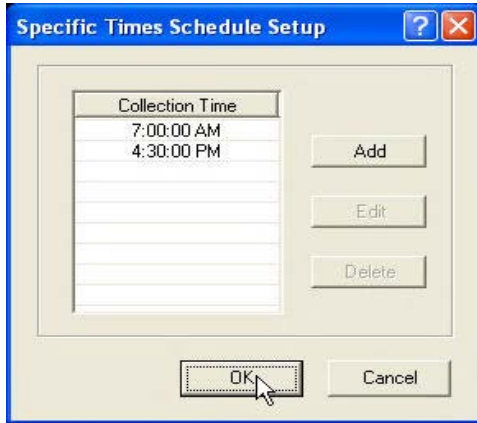 Specific Times Schedule Setup
Collection Time
7:00:00 AM
4:30:00 PM
Add
Edit
Delete
OK
Cancel